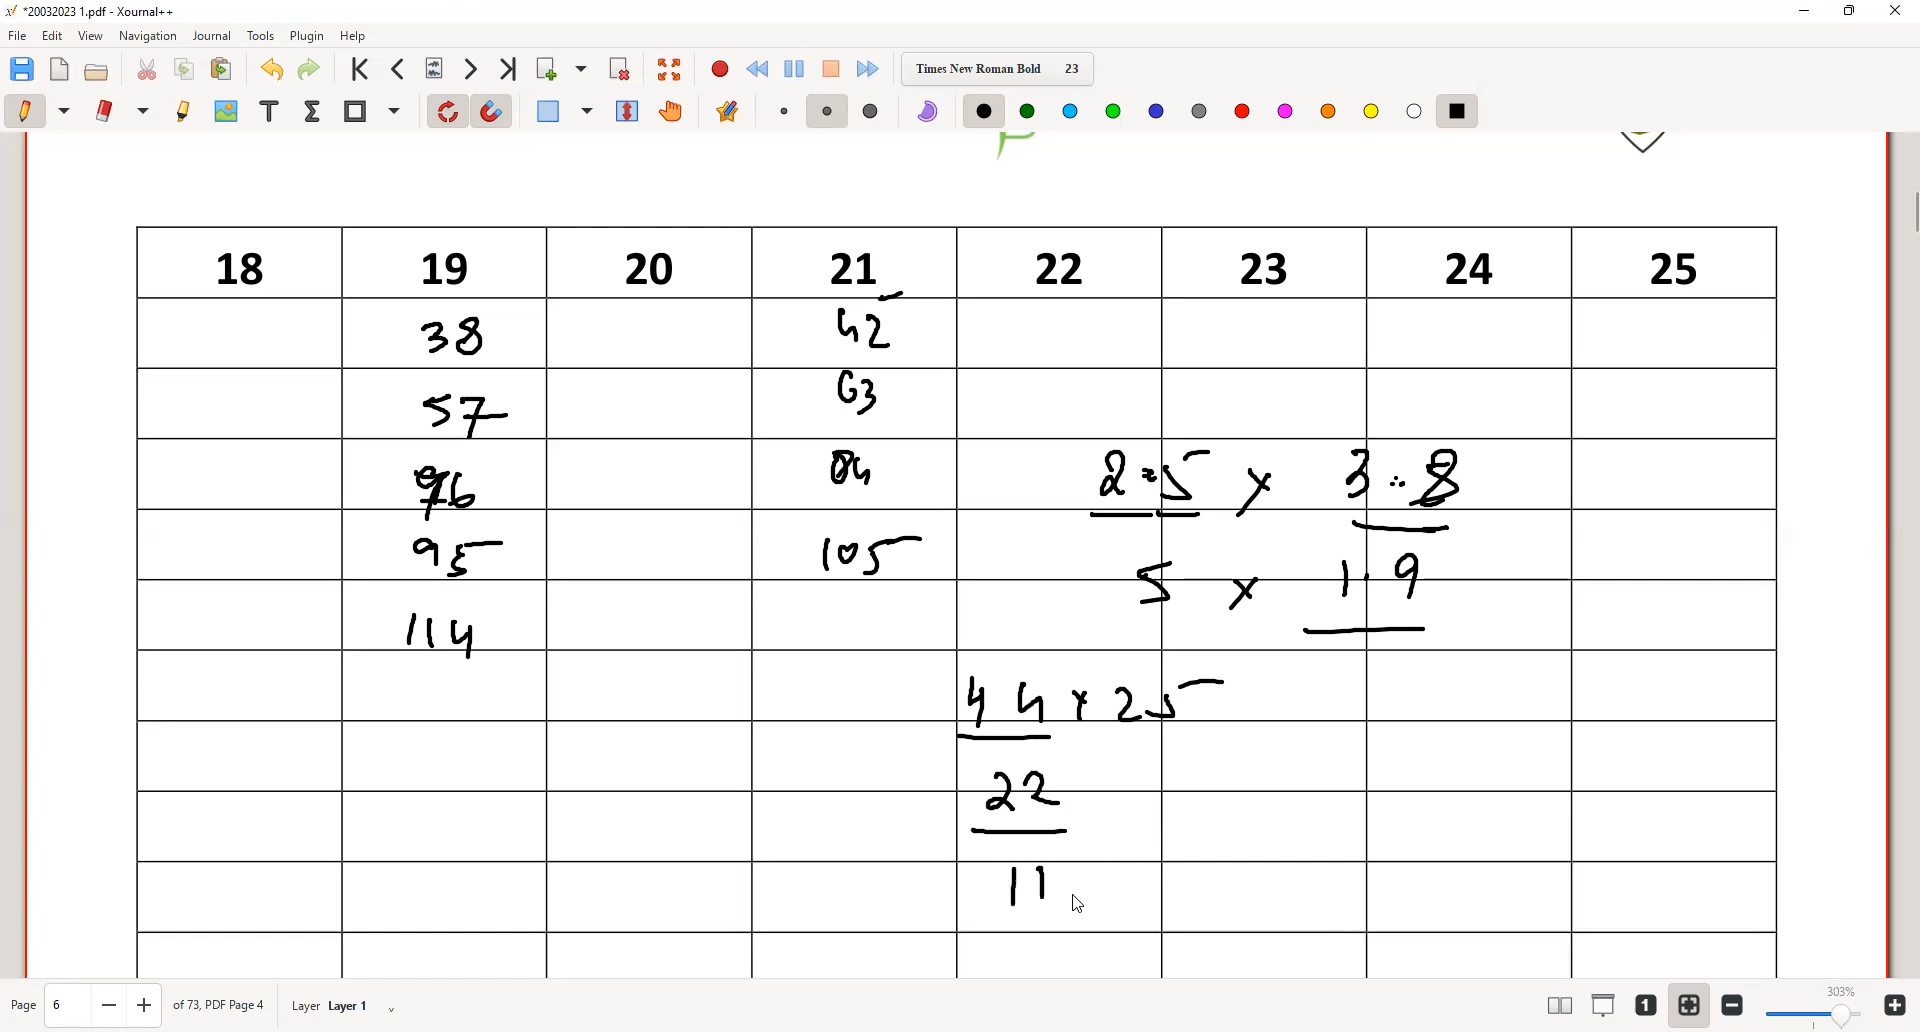 *20032023 1.pdf - Xournal++
File Edit View Navigation Journal Tools Plugin Help
Times New Roman Bold 23
18 19 20 21 22 23 24 25
38 42
57 63
84 2.5 x 3.8
95 105
5 x 1.9
114
44 x 25
22
11
Page 6 of 73, PDF Page 4 Layer Layer 1 303%